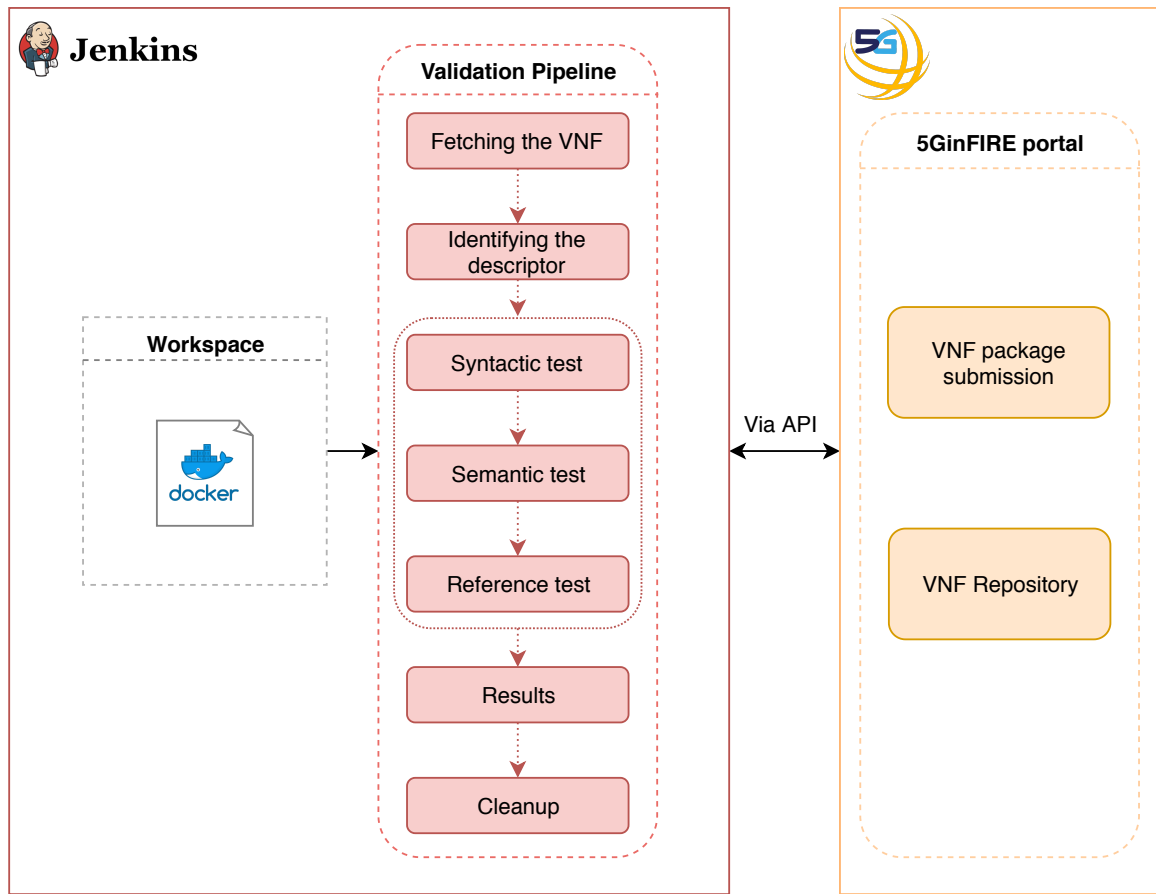 Jenkins
Validation Pipeline
Fetching the VNF
Identifying the
descriptor
Syntactic test
Semantic test
Reference test
Results
Cleanup
Workspace
docker
Via API
5G
5GinFIRE portal
VNF package
submission
VNF Repository